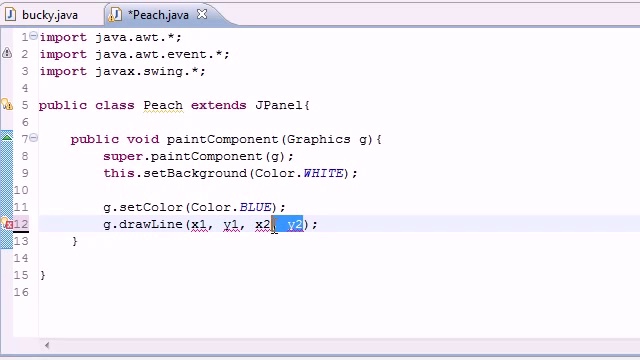 bucky.java *Peach.java
1 import java.awt.*;
2 import java.awt.event.*;
3 import javax.swing.*;
4
5 public class Peach extends JPanel{
6
7 public void paintComponent(Graphics g){
8 super.paintComponent(g);
9 this.setBackground(Color.WHITE);
10
11 g.setColor(Color.BLUE);
12 g.drawLine(x1, y1, x2, y2);
13 }
14
15 }
16